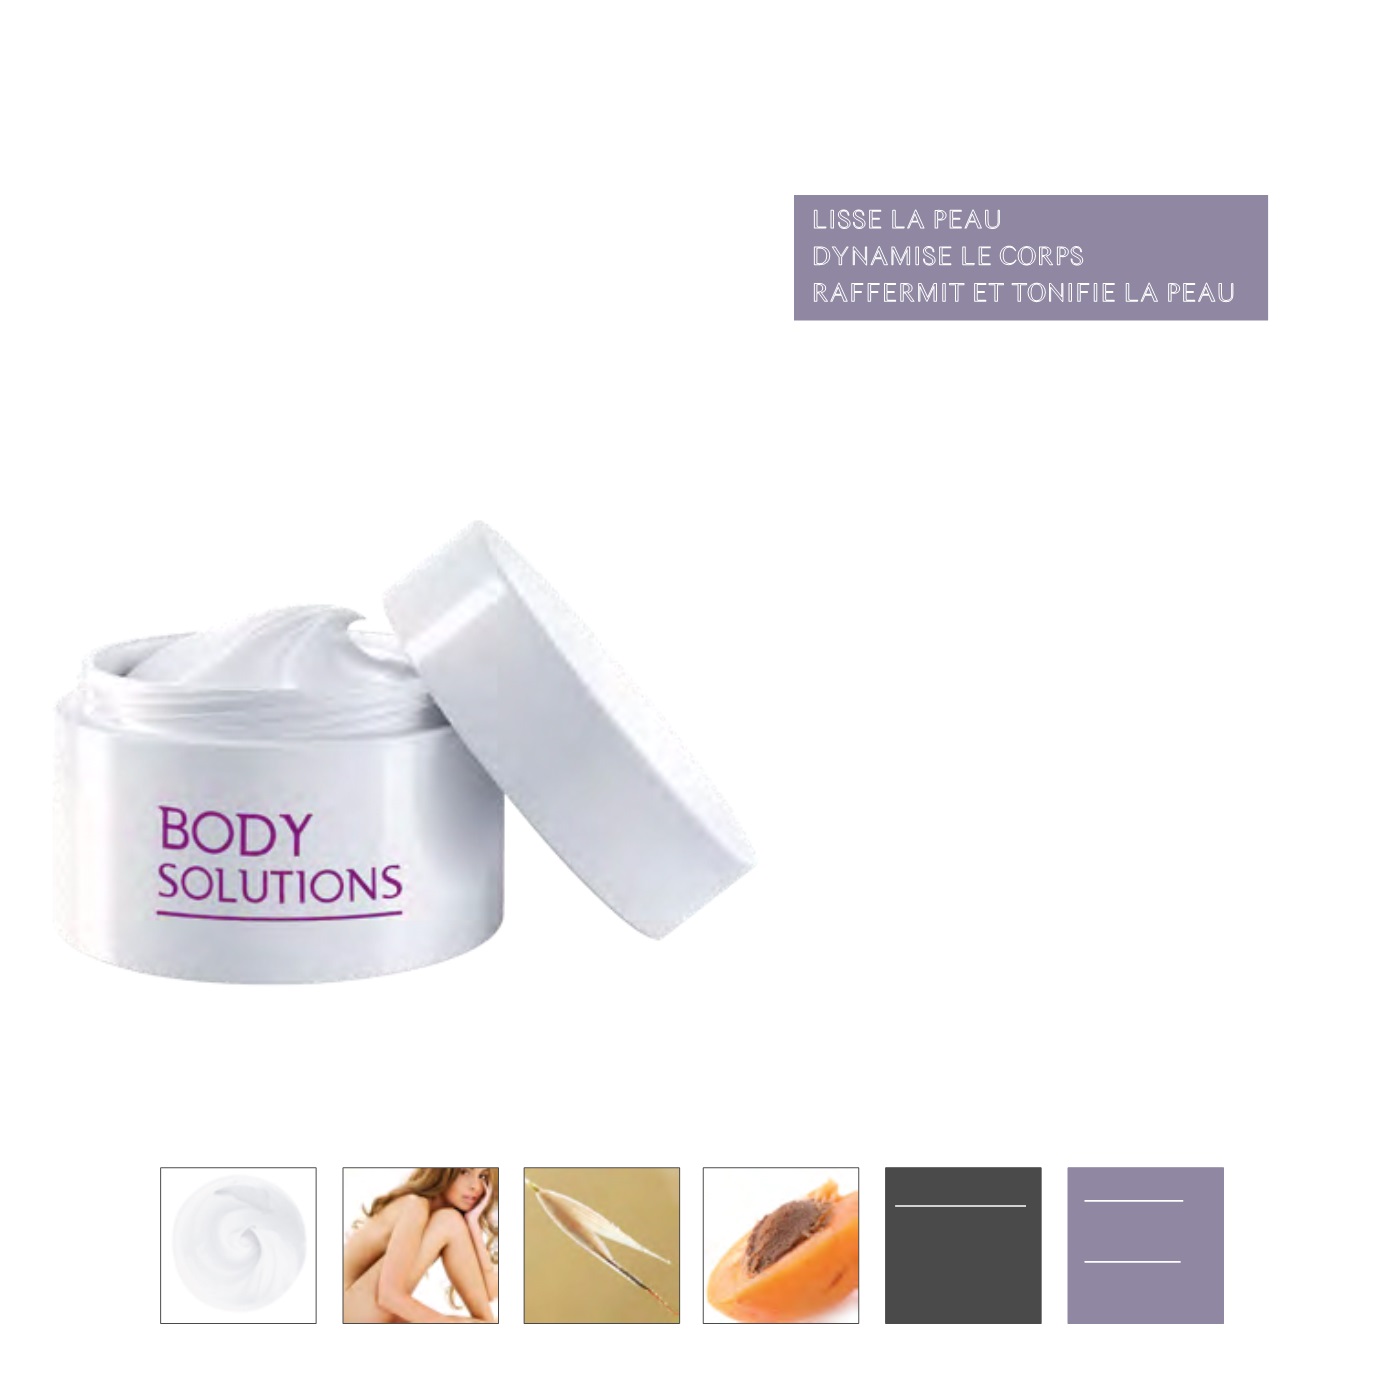 LISSE LA PEAU
DYNAMISE LE CORPS
RAFFERMIT ET TONIFIE LA PEAU
BODY
SOLUTIONS